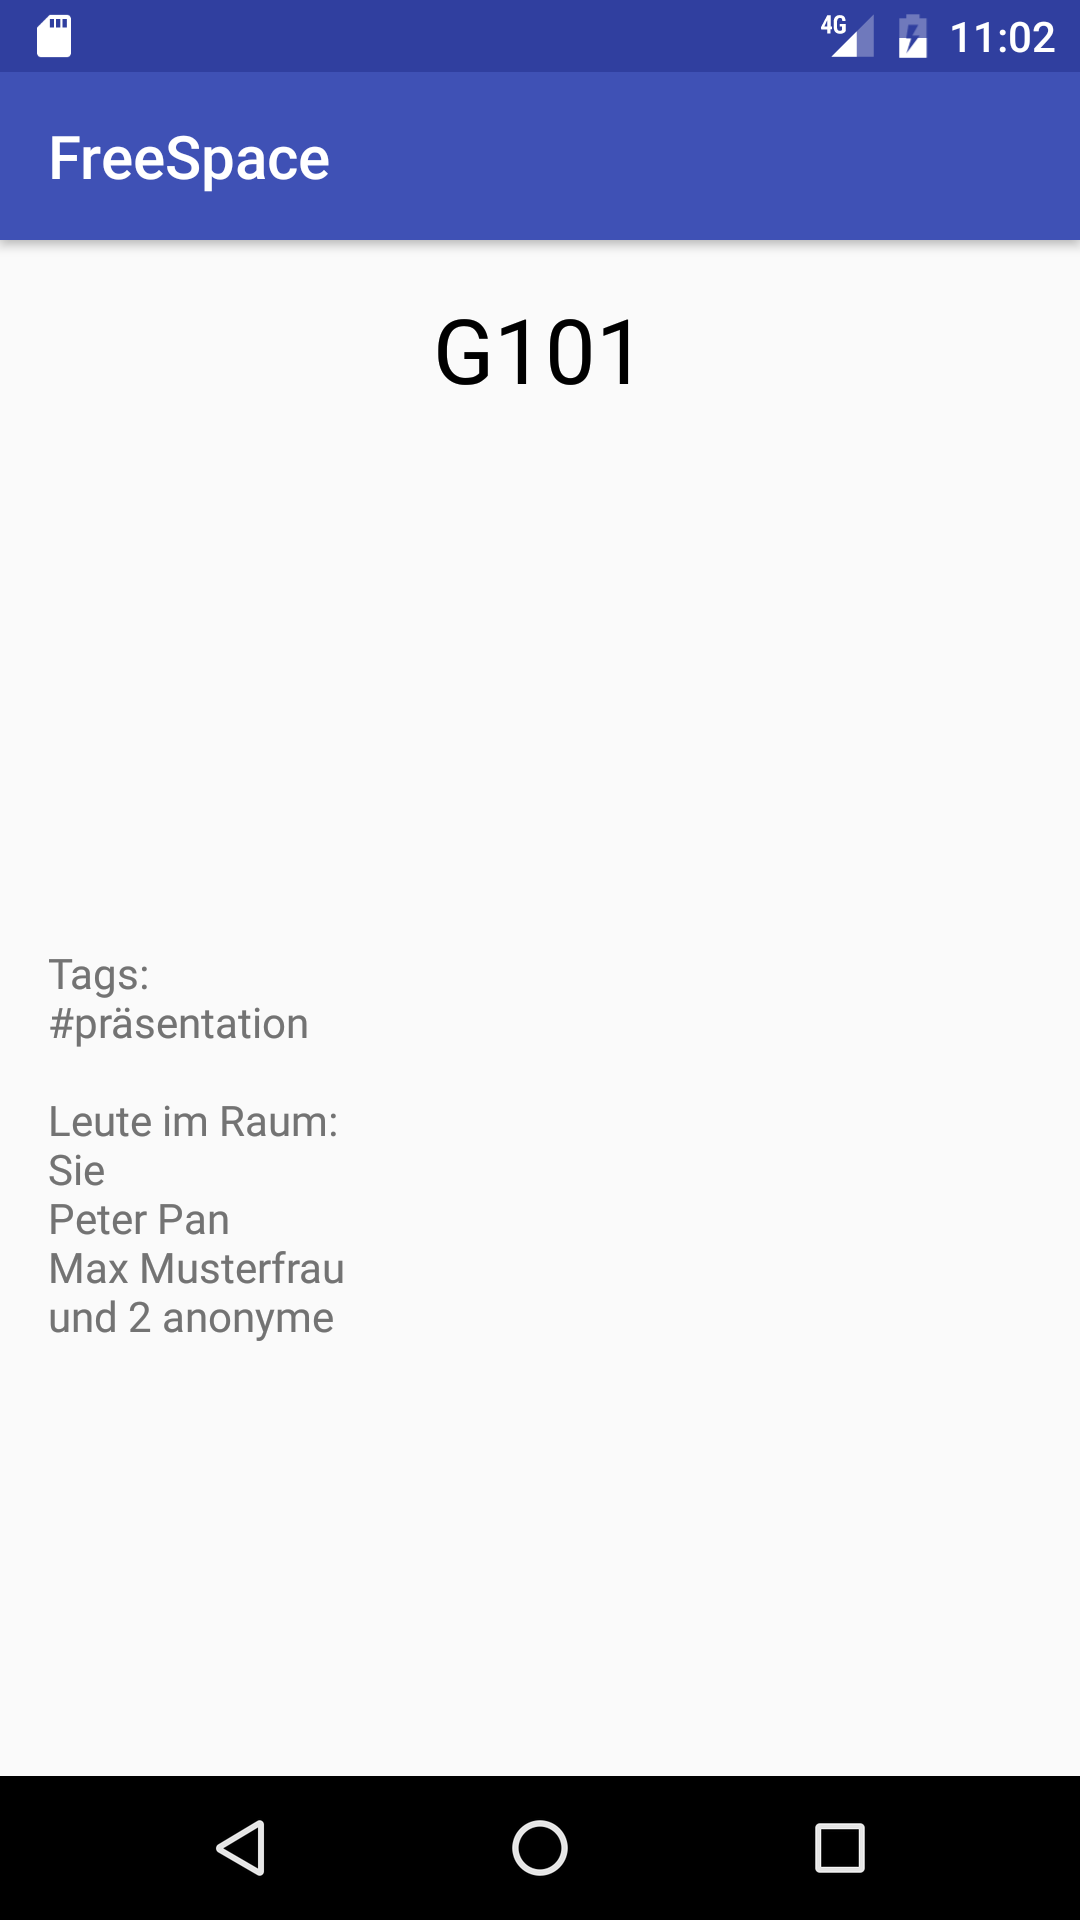 4G 11:02
FreeSpace
G101
Tags:
#präsentation
Leute im Raum:
Sie
Peter Pan
Max Musterfrau
und 2 anonyme